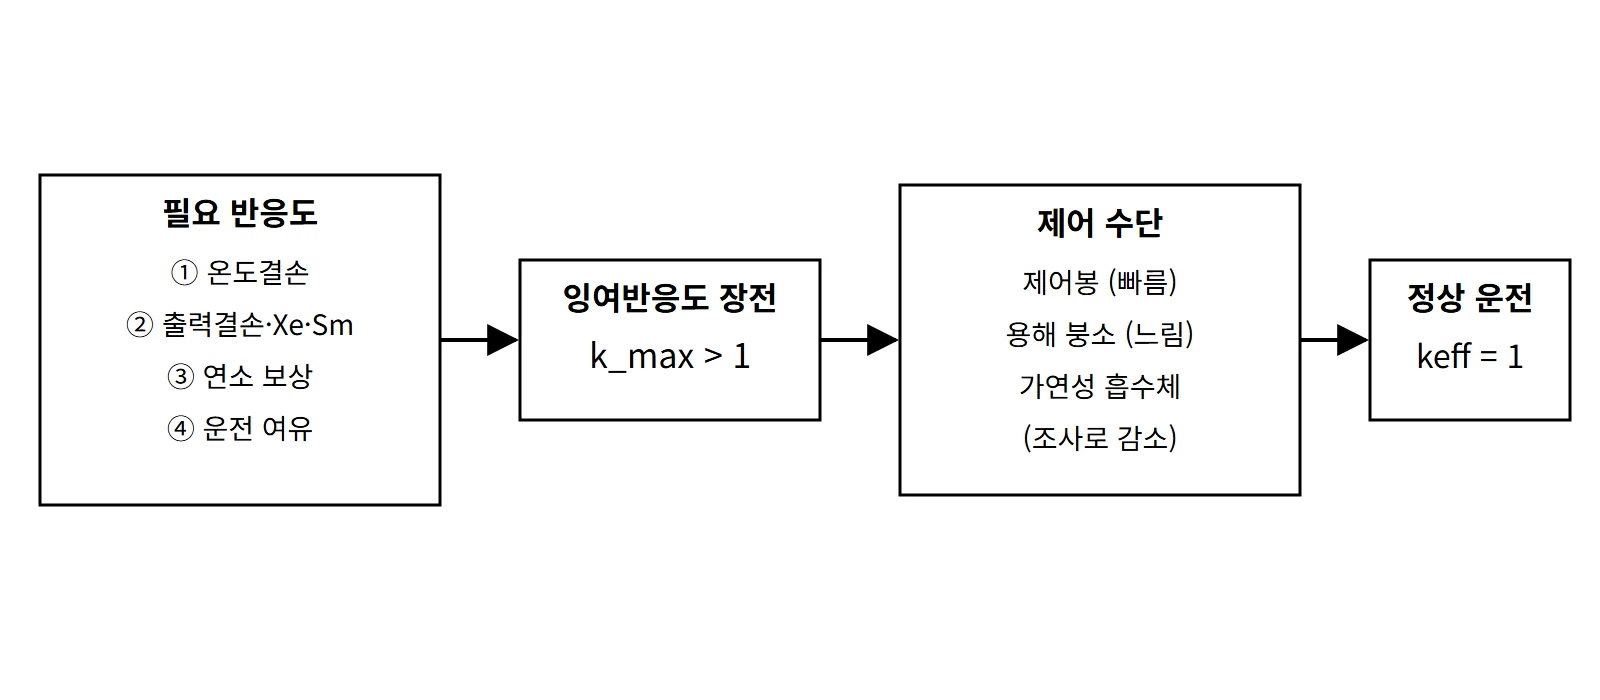 필요 반응도
① 온도결손
② 출력결손·Xe·Sm
③ 연소 보상
④ 운전 여유
잉여반응도 장전
k_max > 1
제어 수단
제어봉 (빠름)
용해 붕소 (느림)
가연성 흡수체
(조사로 감소)
정상 운전
keff = 1